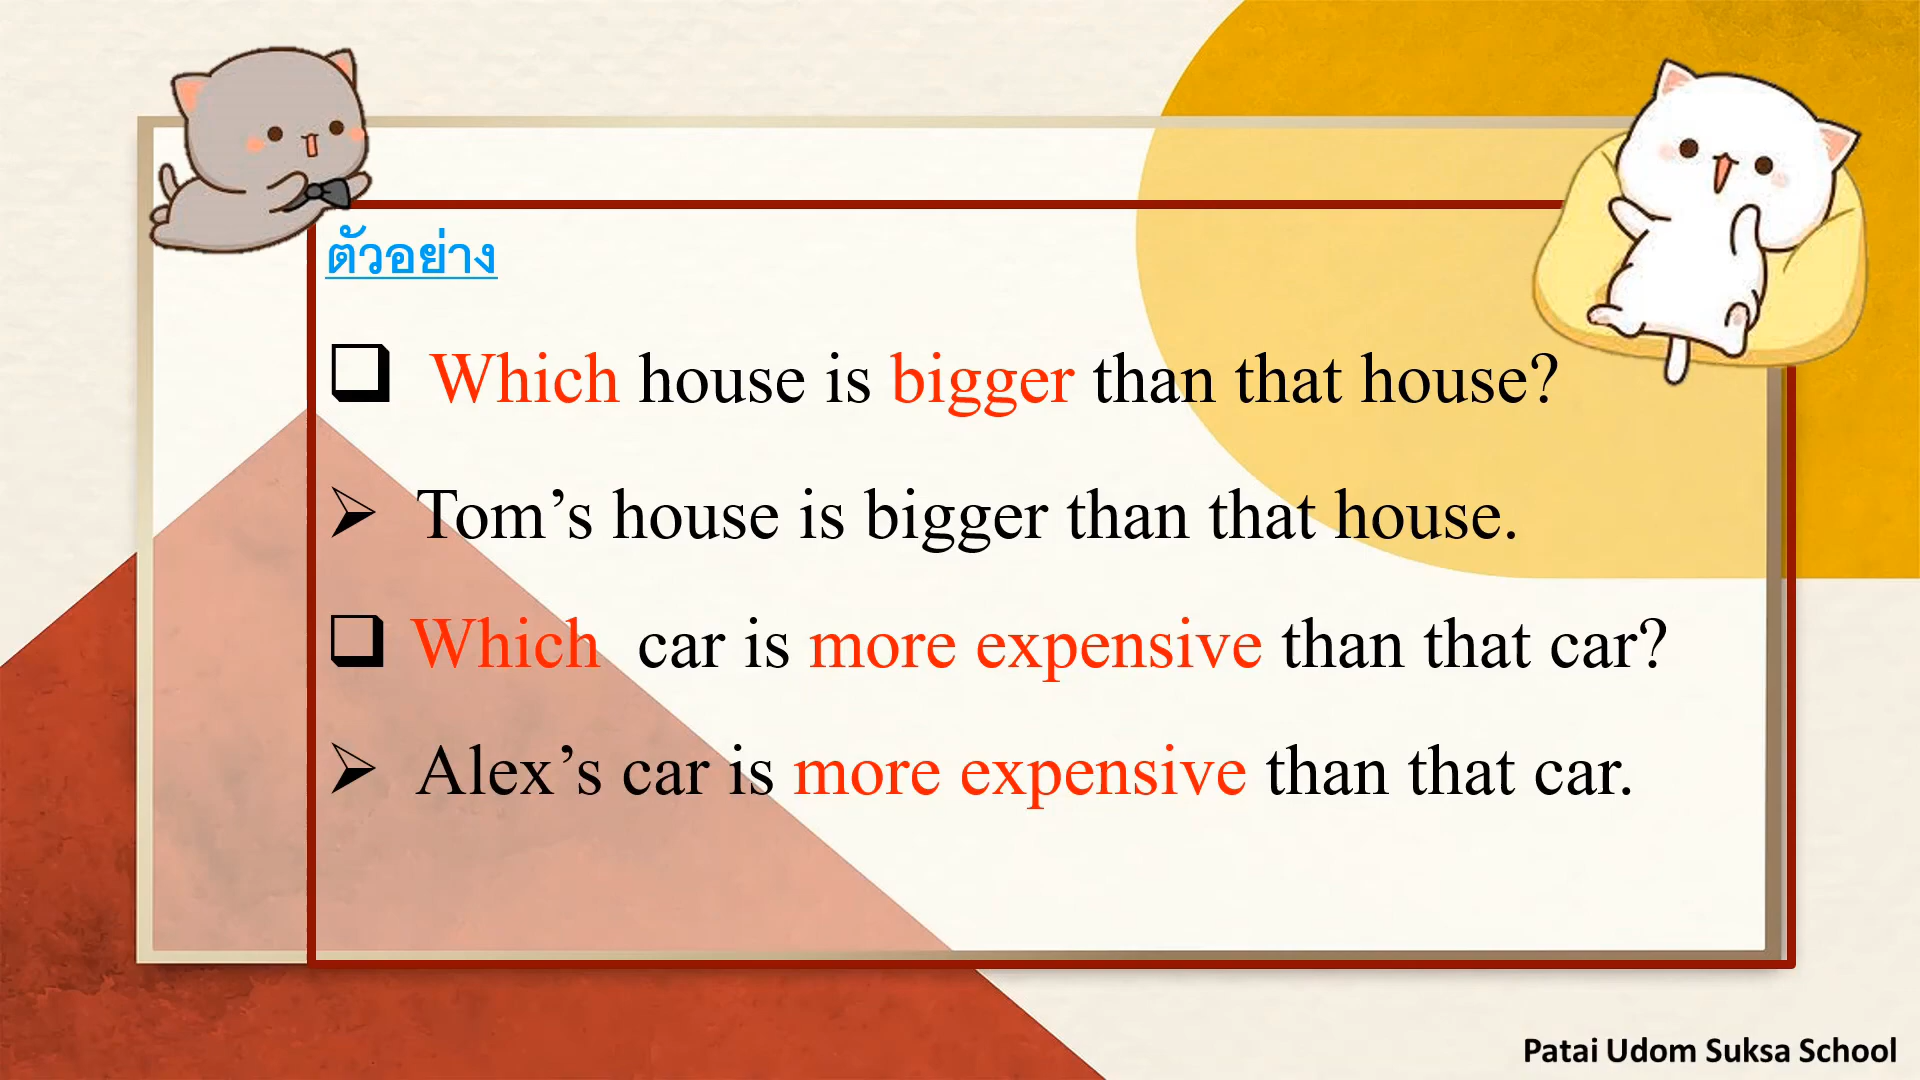 ตัวอย่าง
Which house is bigger than that house?
Tom’s house is bigger than that house.
Which car is more expensive than that car?
Alex’s car is more expensive than that car.
Patai Udom Suksa School